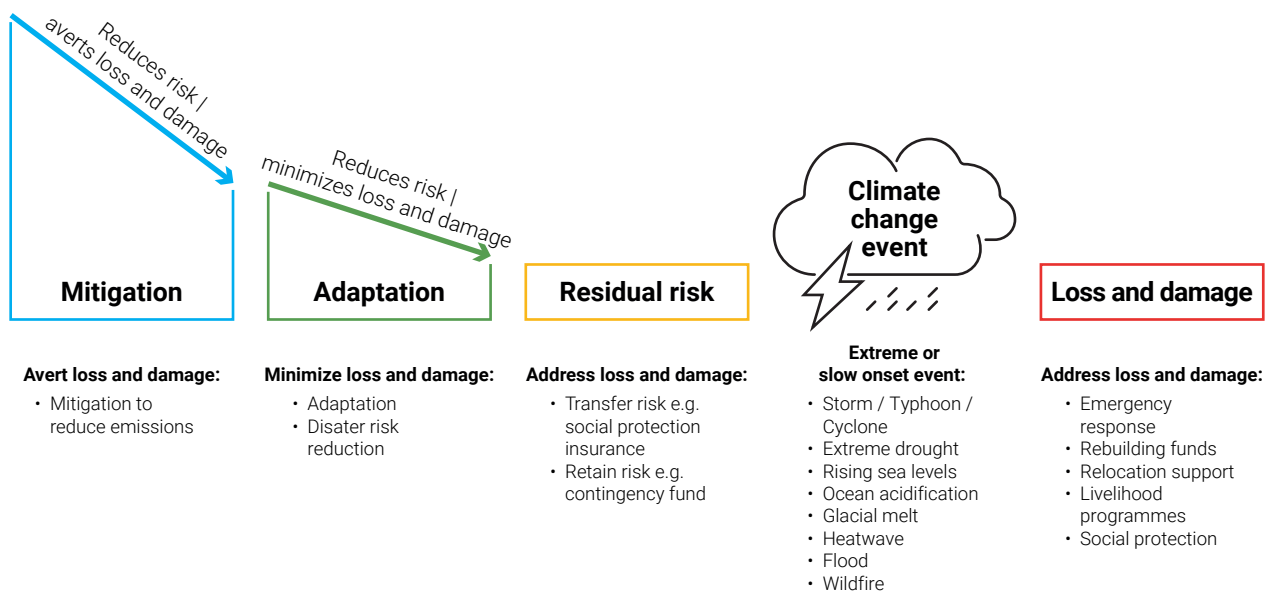 Reduces risk |
averts loss and damage
Reduces risk |
minimizes loss and damage
Climate
change
event
Mitigation
Adaptation
Residual risk
Loss and damage
Avert loss and damage:
• Mitigation to
reduce emissions
Minimize loss and damage:
• Adaptation
• Disater risk
reduction
Address loss and damage:
• Transfer risk e.g.
social protection
insurance
• Retain risk e.g.
contingency fund
Extreme or
slow onset event:
• Storm / Typhoon /
Cyclone
• Extreme drought
• Rising sea levels
• Ocean acidification
• Glacial melt
• Heatwave
• Flood
• Wildfire
Address loss and damage:
• Emergency
response
• Rebuilding funds
• Relocation support
• Livelihood
programmes
• Social protection